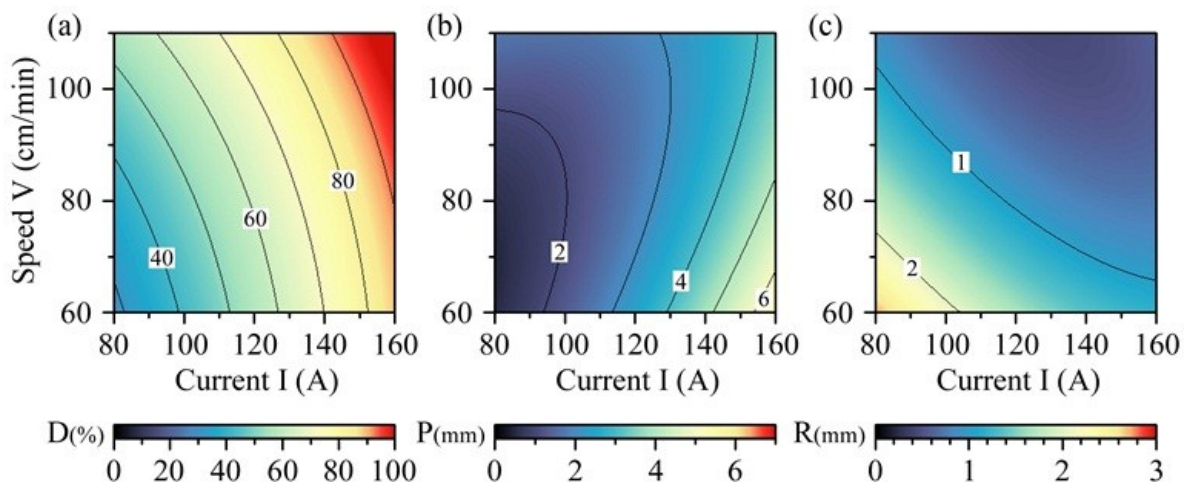 (a) (b) (c)
Speed V (cm/min)
100 100 100
80 80 80
60 60 60
80 60 40
2 4 6
1 2
80 100 120 140 160 80 100 120 140 160 80 100 120 140 160
Current I (A) Current I (A) Current I (A)
D(%) P(mm) R(mm)
0 20 40 60 80 100 0 2 4 6 0 1 2 3